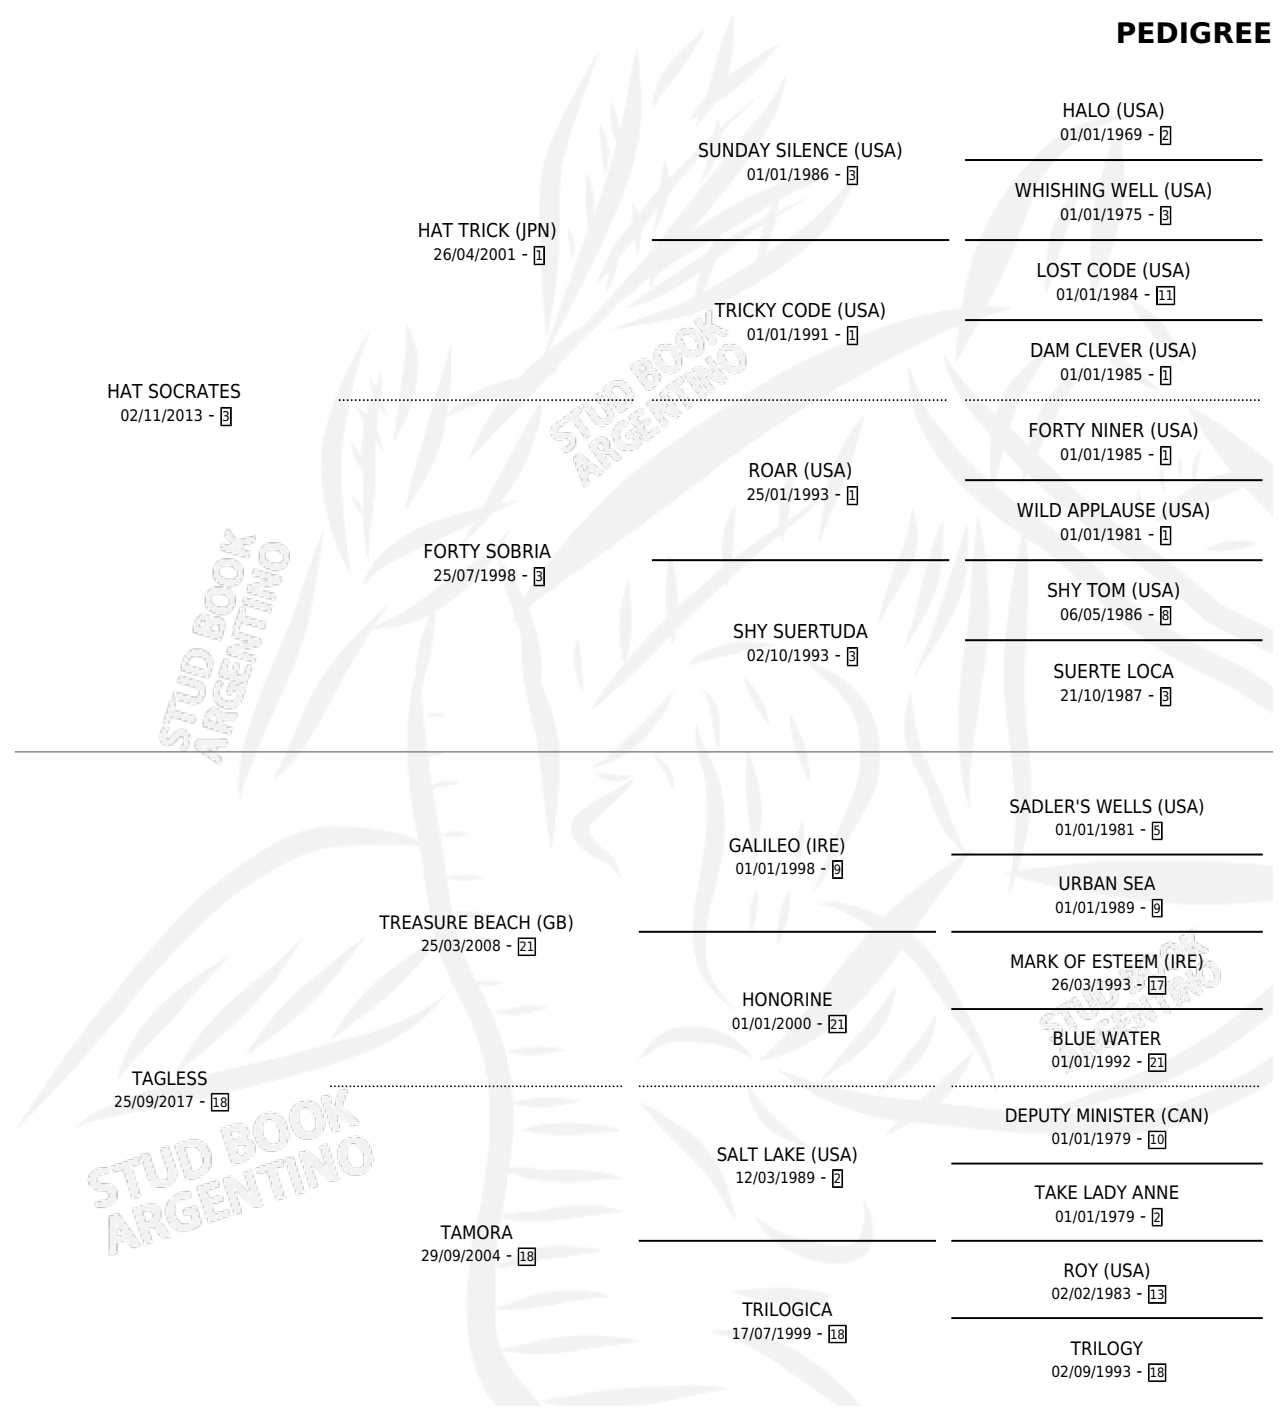 PEDIGREE
HALO (USA)
01/01/1969 - 2
SUNDAY SILENCE (USA)
01/01/1986 - 3
WHISHING WELL (USA)
01/01/1975 - 3
HAT TRICK (JPN)
26/04/2001 - 1
LOST CODE (USA)
01/01/1984 - 11
TRICKY CODE (USA)
01/01/1991 - 1
DAM CLEVER (USA)
01/01/1985 - 1
HAT SOCRATES
02/11/2013 - 3
FORTY NINER (USA)
01/01/1985 - 1
ROAR (USA)
25/01/1993 - 1
WILD APPLAUSE (USA)
01/01/1981 - 1
FORTY SOBRIA
25/07/1998 - 3
SHY TOM (USA)
06/05/1986 - 8
SHY SUERTUDA
02/10/1993 - 3
SUERTE LOCA
21/10/1987 - 3
SADLER'S WELLS (USA)
01/01/1981 - 5
GALILEO (IRE)
01/01/1998 - 9
URBAN SEA
01/01/1989 - 9
TREASURE BEACH (GB)
25/03/2008 - 21
MARK OF ESTEEM (IRE)
26/03/1993 - 17
HONORINE
01/01/2000 - 21
BLUE WATER
01/01/1992 - 21
TAGLESS
25/09/2017 - 18
DEPUTY MINISTER (CAN)
01/01/1979 - 10
SALT LAKE (USA)
12/03/1989 - 2
TAKE LADY ANNE
01/01/1979 - 2
TAMORA
29/09/2004 - 18
ROY (USA)
02/02/1983 - 13
TRILOGICA
17/07/1999 - 18
TRILOGY
02/09/1993 - 18
STUD BOOK
ARGENTINO
STUD BOOK
ARGENTINO
STUD BOOK
ARGENTINO
STUD BOOK
ARGENTINO